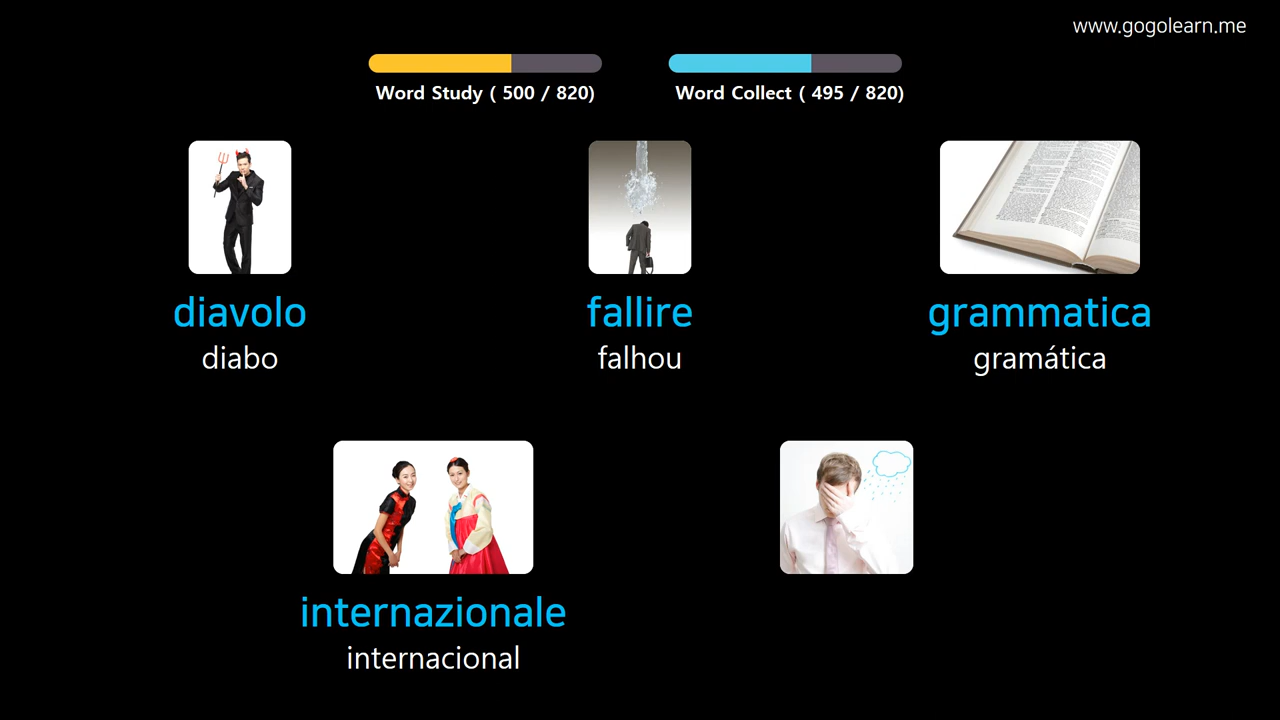 www.gogolearn.me
Word Study ( 500 / 820)
Word Collect ( 495 / 820)
diavolo
diabo
fallire
falhou
grammatica
gramática
internazionale
internacional